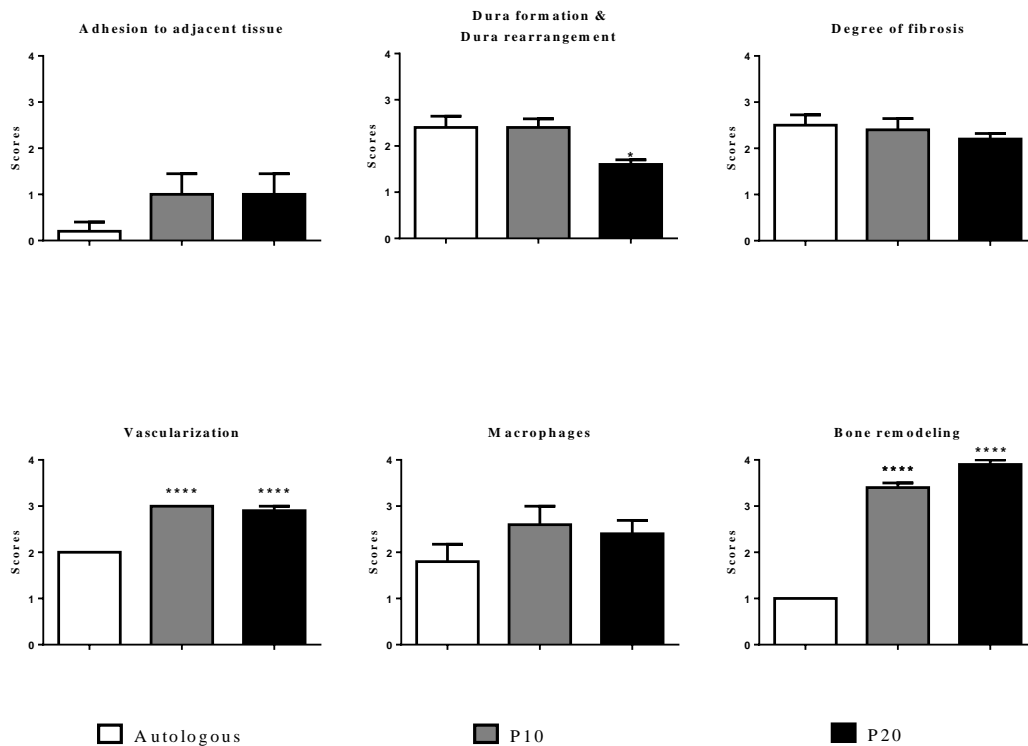 Adhesion to adjacent tissue
4
3
2
1
0
Scores
Dura formation &
Dura rearrangement
4
3
2
1
0
Scores
*
Degree of fibrosis
4
3
2
1
0
Scores
Vascularization
4
3
2
1
0
Scores
****
****
Macrophages
4
3
2
1
0
Scores
Bone remodeling
4
3
2
1
0
Scores
****
****
Autologous
P10
P20